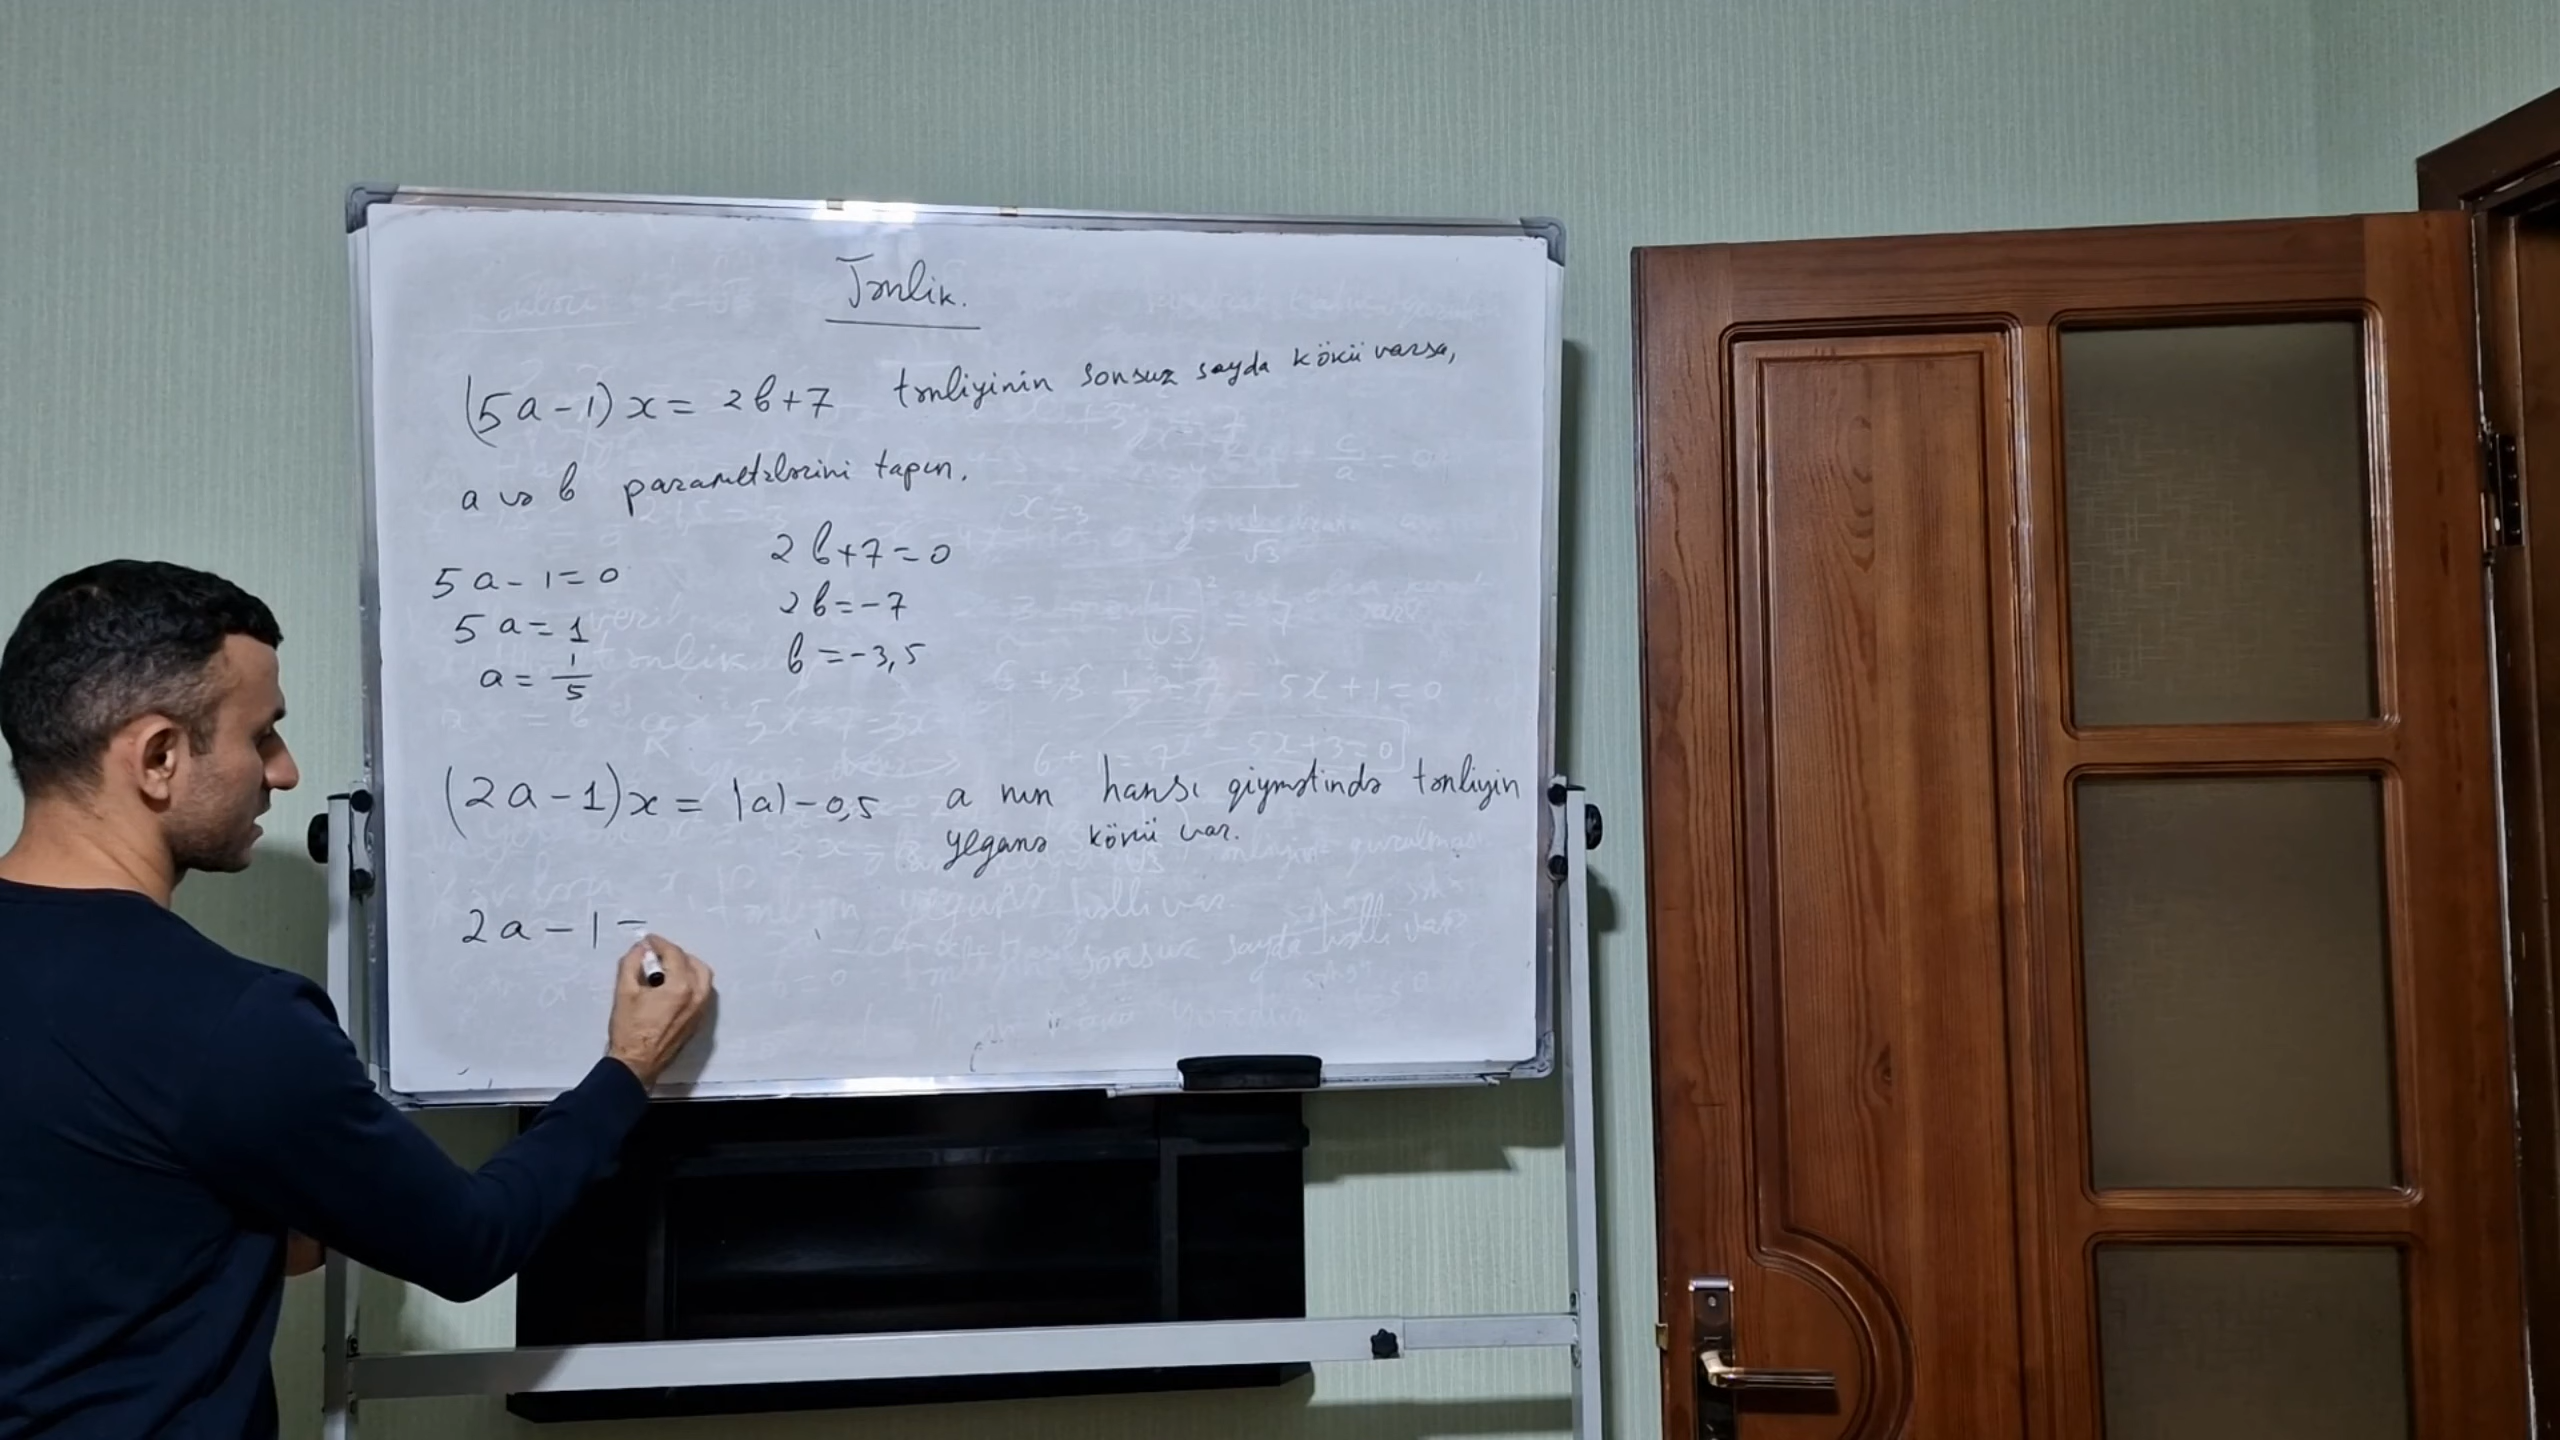 Tənlik.
(5a-1)x = 2b+7 tənliyinin sonsuz sayda kökü varsa,
a və b parametrlərini tapın.
5a-1=0
5a=1
a=1/5
2b+7=0
2b=-7
b=-3,5
(2a-1)x = |a|-0,5 a nın hansı qiymətində tənliyin
yeganə kökü var.
2a-1=